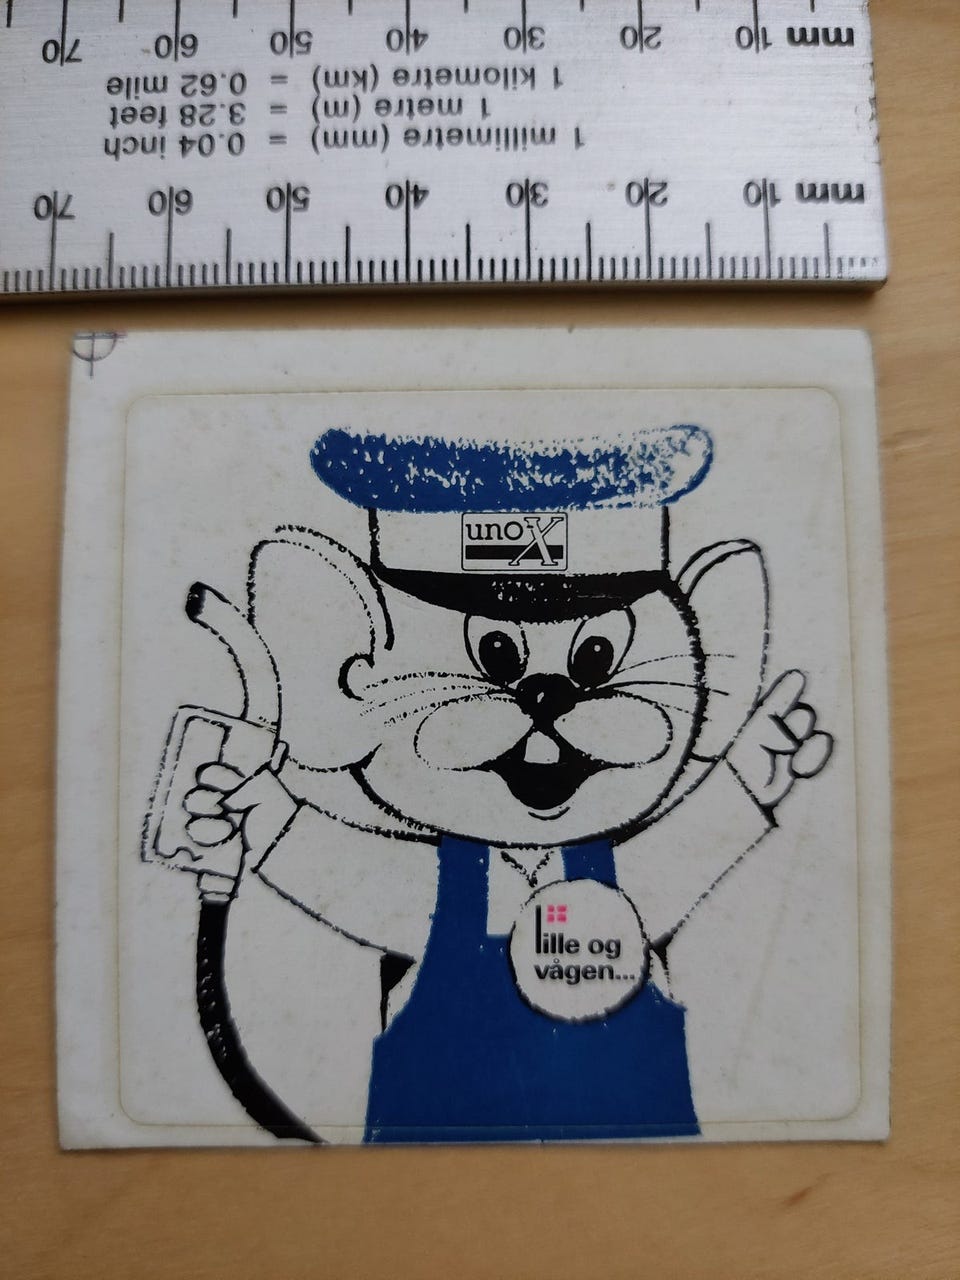 70 60 50 40 30 20 10 mm
1 kilometre (km) = 0.62 mile
1 metre (m) = 3.28 feet
1 millimetre (mm) = 0.04 inch
70 60 50 40 30 20 10 mm
uno-X
lille og
vågen...